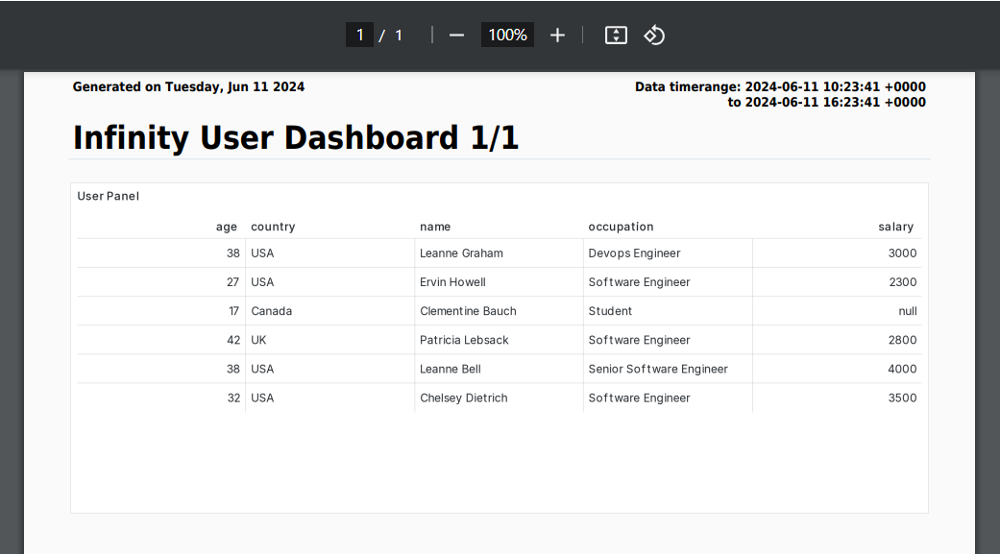 1 / 1 — 100% +
Generated on Tuesday, Jun 11 2024 Data timerange: 2024-06-11 10:23:41 +0000
to 2024-06-11 16:23:41 +0000
Infinity User Dashboard 1/1
User Panel
age country name occupation salary
38 USA Leanne Graham Devops Engineer 3000
27 USA Ervin Howell Software Engineer 2300
17 Canada Clementine Bauch Student null
42 UK Patricia Lebsack Software Engineer 2800
38 USA Leanne Bell Senior Software Engineer 4000
32 USA Chelsey Dietrich Software Engineer 3500